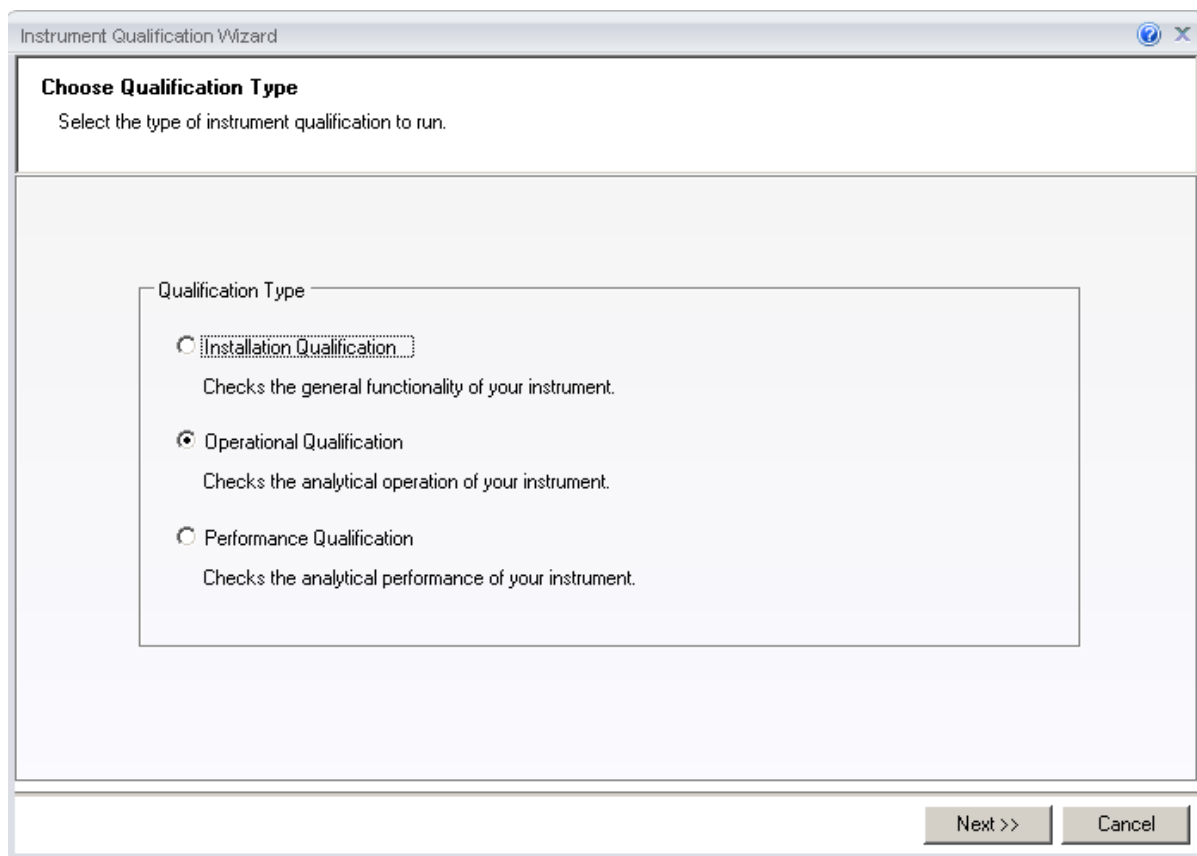 Instrument Qualification Wizard
Choose Qualification Type
Select the type of instrument qualification to run.
Qualification Type
Installation Qualification
Checks the general functionality of your instrument.
Operational Qualification
Checks the analytical operation of your instrument.
Performance Qualification
Checks the analytical performance of your instrument.
Next >>
Cancel